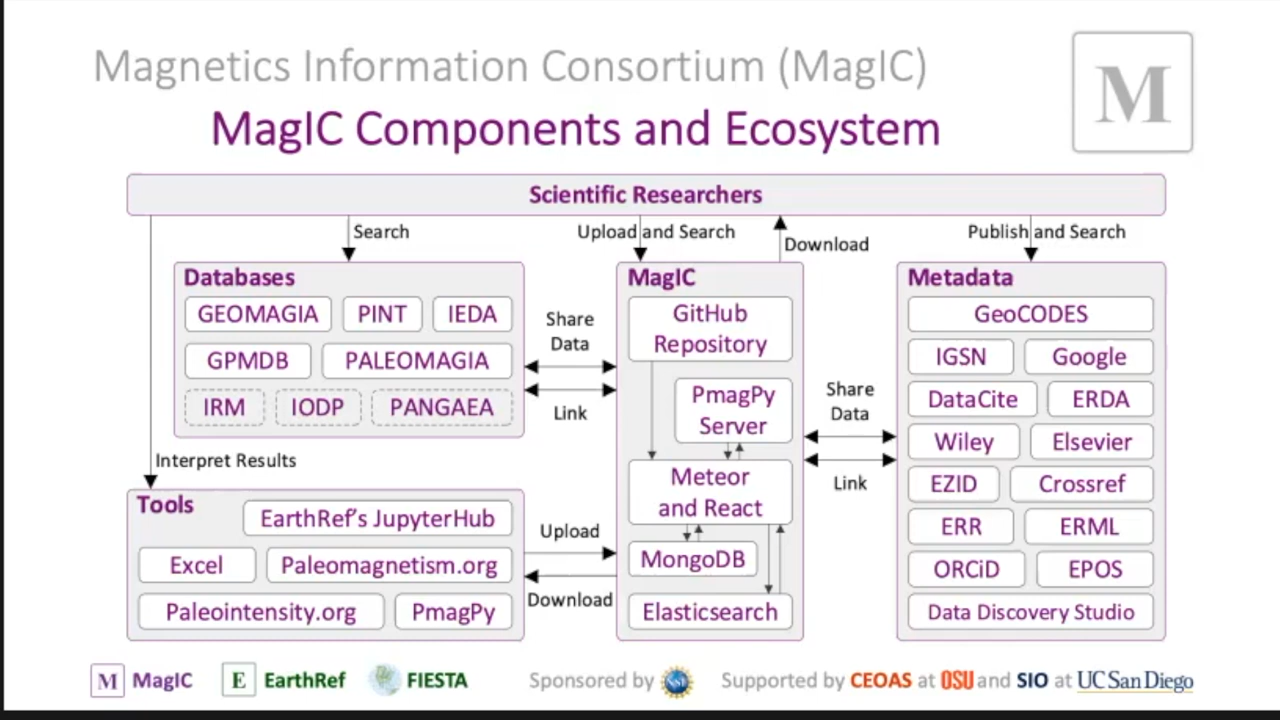 Magnetics Information Consortium (MagIC)
MagIC Components and Ecosystem
M
Scientific Researchers
Search
Upload and Search
Download
Publish and Search
Databases
GEOMAGIA PINT IEDA
GPMDB PALEOMAGIA
IRM IODP PANGAEA
Share
Data
Link
MagIC
GitHub
Repository
PmagPy
Server
Meteor
and React
MongoDB
Elasticsearch
Share
Data
Link
Metadata
GeoCODES
IGSN Google
DataCite ERDA
Wiley Elsevier
EZID Crossref
ERR ERML
ORCiD EPOS
Data Discovery Studio
Interpret Results
Tools
EarthRef’s JupyterHub
Excel Paleomagnetism.org
Paleointensity.org PmagPy
Upload
Download
M MagIC E EarthRef FIESTA Sponsored by NSF Supported by CEOAS at OSU and SIO at UC San Diego